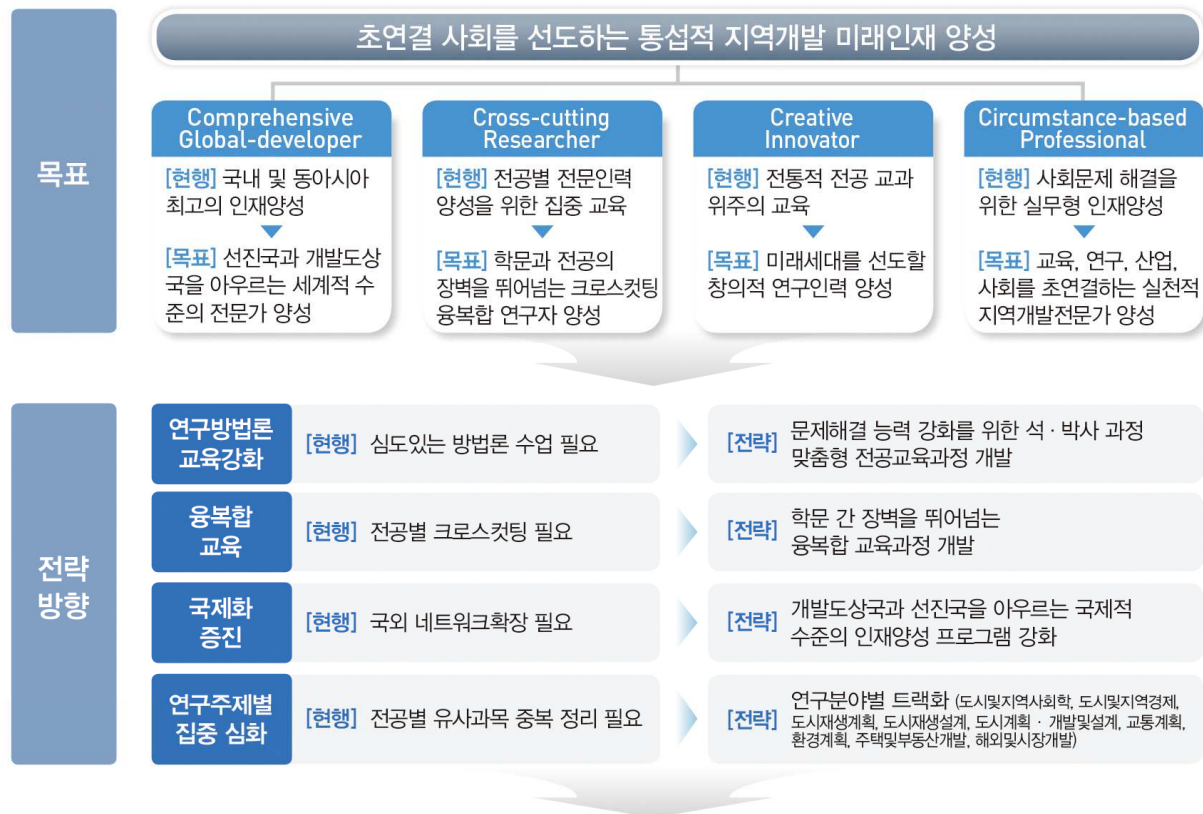 초연결 사회를 선도하는 통섭적 지역개발 미래인재 양성
목표
Comprehensive
Global-developer
[현행] 국내 및 동아시아
최고의 인재양성
[목표] 선진국과 개발도상
국을 아우르는 세계적 수
준의 전문가 양성
Cross-cutting
Researcher
[현행] 전공별 전문인력
양성을 위한 집중 교육
[목표] 학문과 전공의
장벽을 뛰어넘는 크로스컷팅
융복합 연구자 양성
Creative
Innovator
[현행] 전통적 전공 교과
위주의 교육
[목표] 미래세대를 선도할
창의적 연구인력 양성
Circumstance-based
Professional
[현행] 사회문제 해결을
위한 실무형 인재양성
[목표] 교육, 연구, 산업,
사회를 초연결하는 실천적
지역개발전문가 양성
전략
방향
연구방법론
교육강화
[현행] 심도있는 방법론 수업 필요
[전략] 문제해결 능력 강화를 위한 석 · 박사 과정
맞춤형 전공교육과정 개발
융복합
교육
[현행] 전공별 크로스컷팅 필요
[전략] 학문 간 장벽을 뛰어넘는
융복합 교육과정 개발
국제화
증진
[현행] 국외 네트워크확장 필요
[전략] 개발도상국과 선진국을 아우르는 국제적
수준의 인재양성 프로그램 강화
연구주제별
집중 심화
[현행] 전공별 유사과목 중복 정리 필요
[전략] 연구분야별 트랙화 (도시및지역사회학, 도시및지역경제,
도시재생계획, 도시재생설계, 도시계획 · 개발및설계, 교통계획,
환경계획, 주택및부동산개발, 해외및시장개발)